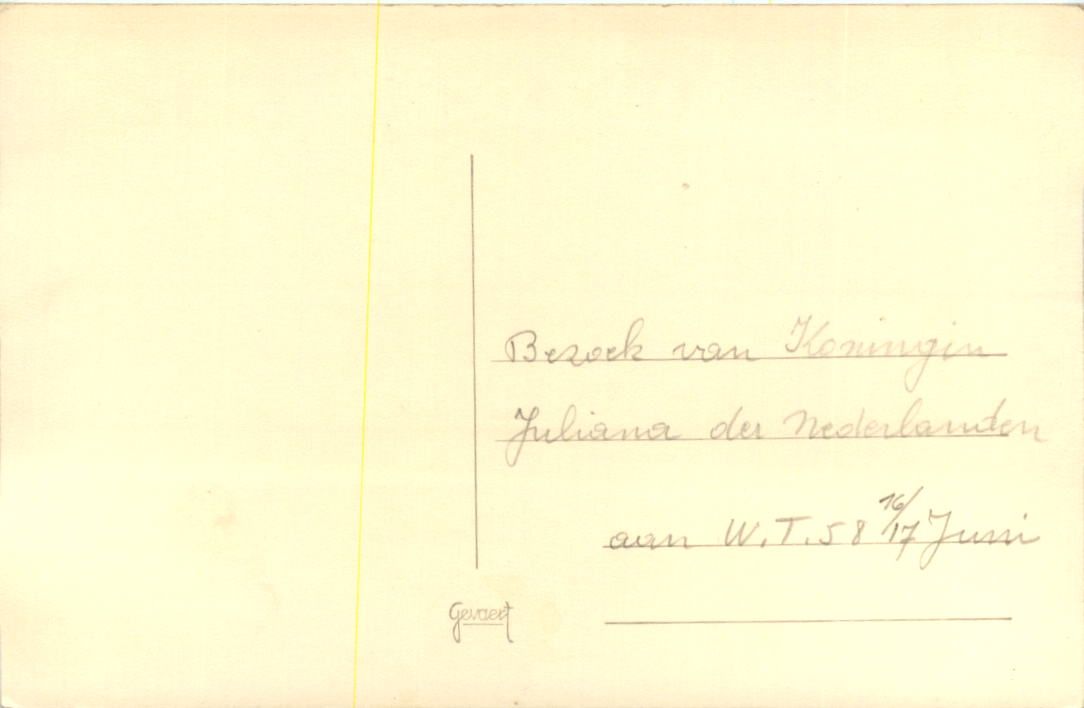 Bezoek van Koningin
Juliana der Nederlanden
aan W.T.58 16/17 Juni
Gevaert